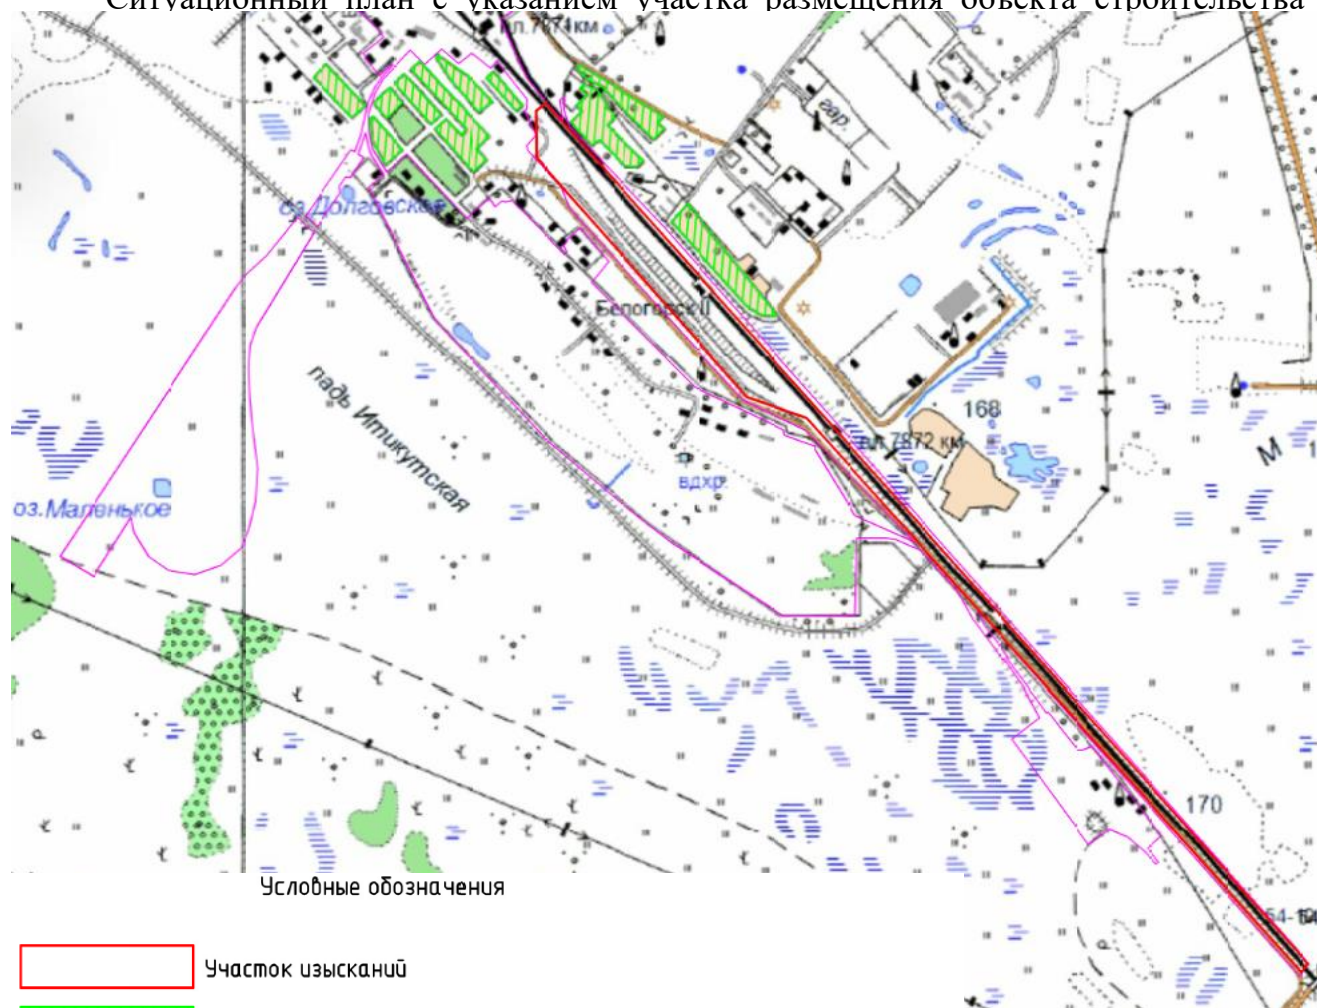 Ситуационный план с указанием участка размещения объекта строительства
пл.7874км
гар.
оз.Долговское
Белогорск II
падь Итикутская
168
пл.7872 км
М
вдхр.
оз.Маленькое
170
Условные обозначения
Участок изысканий